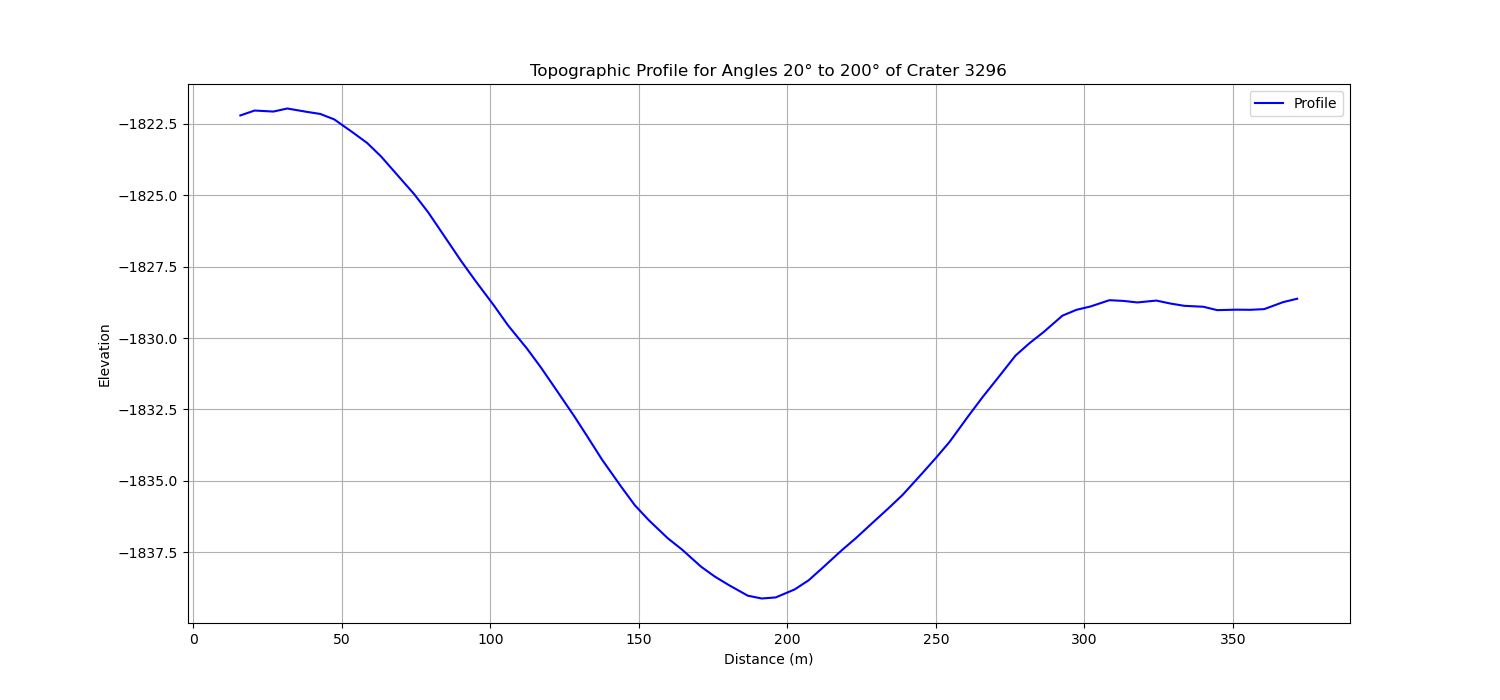 Topographic Profile for Angles 20° to 200° of Crater 3296
Profile
−1822.5
−1825.0
−1827.5
−1830.0
−1832.5
−1835.0
−1837.5
Elevation
0 50 100 150 200 250 300 350
Distance (m)